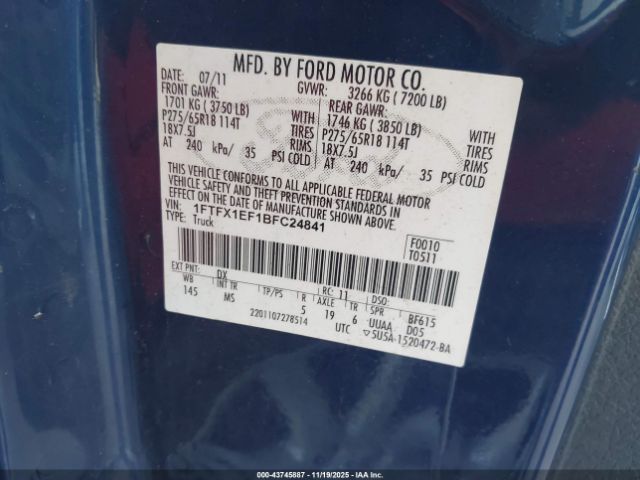 MFD. BY FORD MOTOR CO.
DATE: 07/11 GVWR: 3266 KG ( 7200 LB)
FRONT GAWR: REAR GAWR:
1701 KG ( 3750 LB) WITH 1746 KG ( 3850 LB) WITH
P275/65R18 114T TIRES P275/65R18 114T TIRES
18X7.5J RIMS 18X7.5J RIMS
AT 240 kPa/ 35 PSI COLD AT 240 kPa/ 35 PSI COLD
THIS VEHICLE CONFORMS TO ALL APPLICABLE FEDERAL MOTOR
VEHICLE SAFETY AND THEFT PREVENTION STANDARDS IN
EFFECT ON THE DATE OF MANUFACTURE SHOWN ABOVE.
VIN: 1FTFX1EF1BFC24841
TYPE: Truck
F0010
T0511
EXT PNT: DX RC: 11 DSO:
WB INT TR TP/PS R AXLE TR SPR BF615
145 MS 5 19 6 UUAA D05
2201107278514 UTC ▽5U5A-1520472-BA
000-43745887 - 11/19/2025 - IAAI.COM